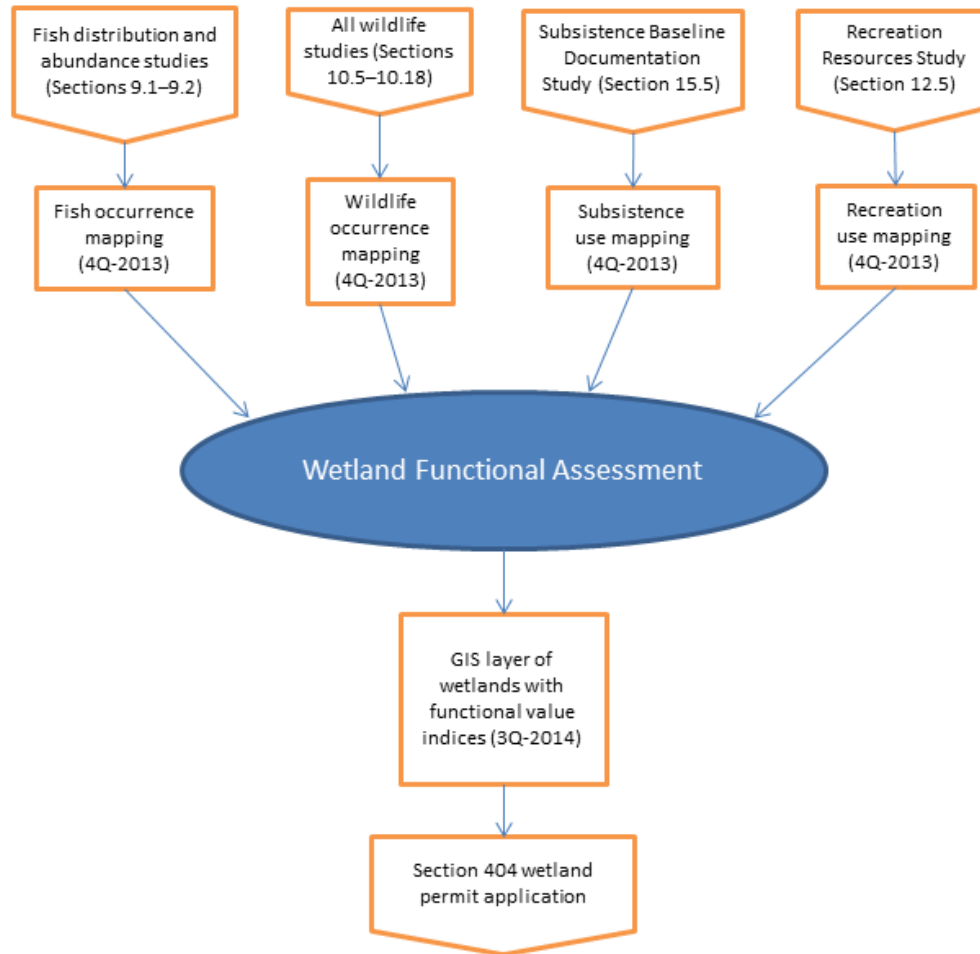 Fish distribution and
abundance studies
(Sections 9.1–9.2)
All wildlife
studies (Sections
10.5–10.18)
Subsistence Baseline
Documentation
Study (Section 15.5)
Recreation
Resources Study
(Section 12.5)
Fish occurrence
mapping
(4Q-2013)
Wildlife
occurrence
mapping
(4Q-2013)
Subsistence
use mapping
(4Q-2013)
Recreation
use mapping
(4Q-2013)
Wetland Functional Assessment
GIS layer of
wetlands with
functional value
indices (3Q-2014)
Section 404 wetland
permit application